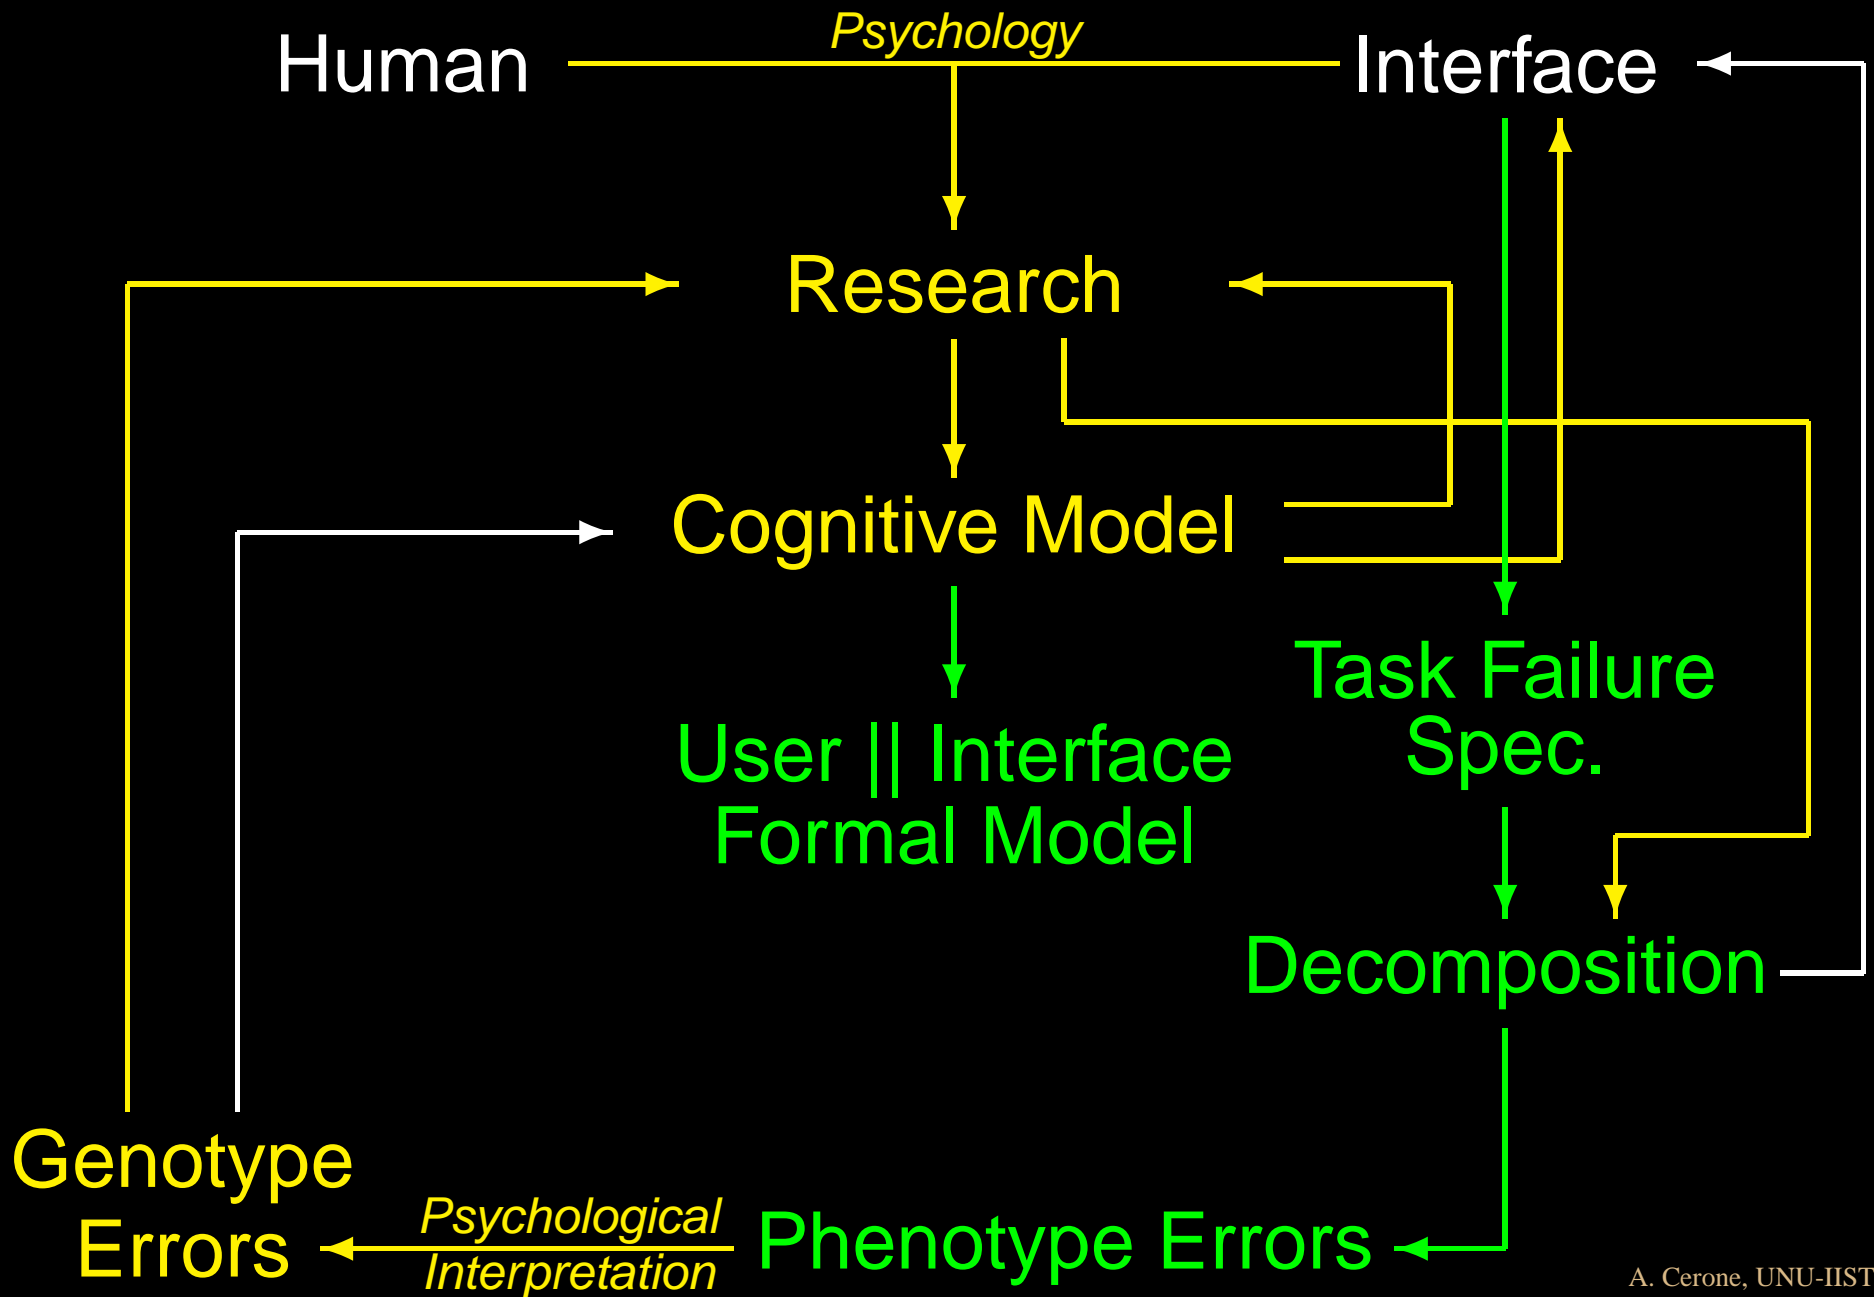 Psychology
Human
Interface
Research
Cognitive Model
Task Failure
Spec.
User || Interface
Formal Model
Decomposition
Genotype
Errors
Psychological
Interpretation
Phenotype Errors
A. Cerone, UNU-IIST